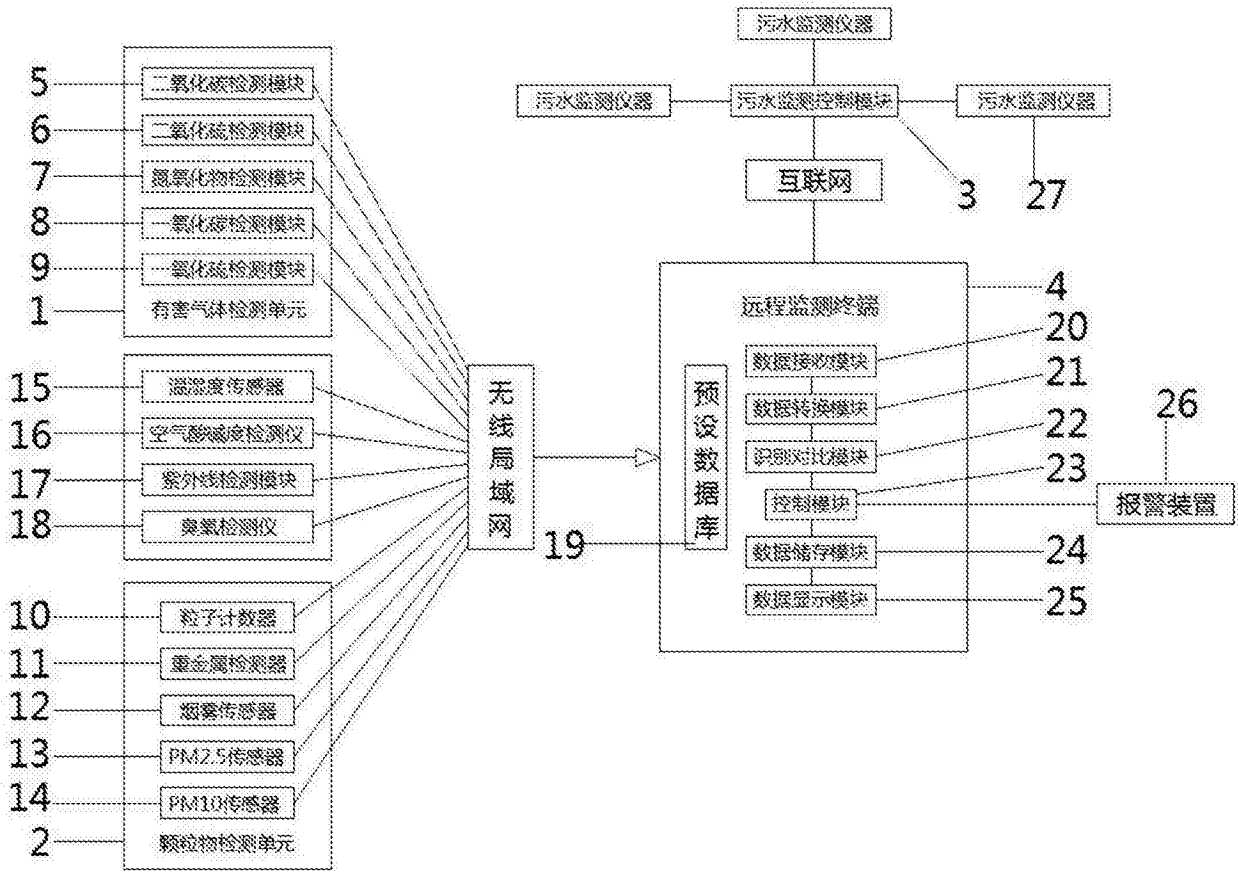 污水监测仪器
污水监测仪器
污水监测控制模块
污水监测仪器
互联网
3
27
5
二氧化碳检测模块
6
二氧化硫检测模块
7
氮氧化物检测模块
8
一氧化碳检测模块
9
一氧化硫检测模块
1
有害气体检测单元
15
温湿度传感器
16
空气酸碱度检测仪
17
紫外线检测模块
18
臭氧检测仪
10
粒子计数器
11
重金属检测器
12
烟雾传感器
13
PM2.5传感器
14
PM10传感器
2
颗粒物检测单元
无线局域网
19
预设数据库
远程监测终端
4
数据接收模块
20
数据转换模块
21
识别对比模块
22
控制模块
23
数据储存模块
24
数据显示模块
25
26
报警装置